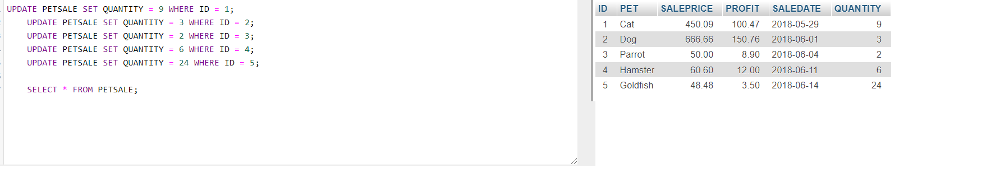 UPDATE PETSALE SET QUANTITY = 9 WHERE ID = 1;
UPDATE PETSALE SET QUANTITY = 3 WHERE ID = 2;
UPDATE PETSALE SET QUANTITY = 2 WHERE ID = 3;
UPDATE PETSALE SET QUANTITY = 6 WHERE ID = 4;
UPDATE PETSALE SET QUANTITY = 24 WHERE ID = 5;
SELECT * FROM PETSALE;
ID PET SALEPRICE PROFIT SALEDATE QUANTITY
1 Cat 450.09 100.47 2018-05-29 9
2 Dog 666.66 150.76 2018-06-01 3
3 Parrot 50.00 8.90 2018-06-04 2
4 Hamster 60.60 12.00 2018-06-11 6
5 Goldfish 48.48 3.50 2018-06-14 24